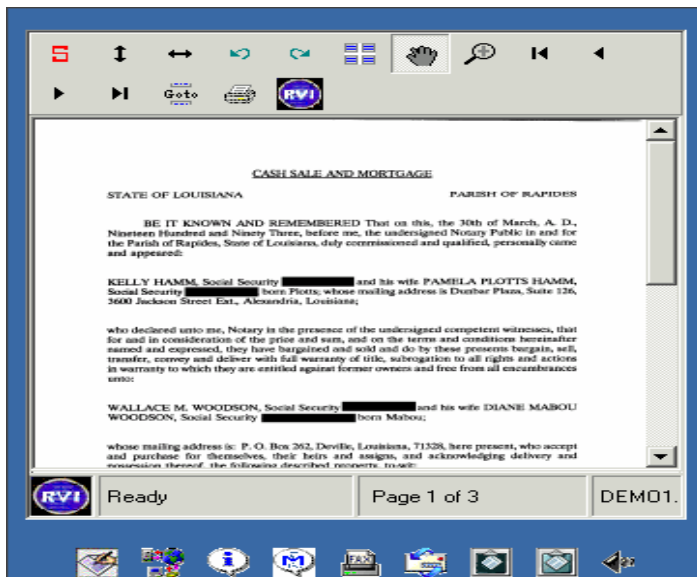 S
Goto
RVI
CASH SALE AND MORTGAGE
STATE OF LOUISIANA PARISH OF RAPIDES
BE IT KNOWN AND REMEMBERED That on this, the 30th of March, A. D.,
Nineteen Hundred and Ninety Three, before me, the undersigned Notary Public in and for
the Parish of Rapides, State of Louisiana, duly commissioned and qualified, personally came
and appeared:
KELLY HAMM, Social Security and his wife PAMELA PLOTTS HAMM,
Social Security born Plotts; whose mailing address is Dunbar Plaza, Suite 126,
3600 Jackson Street Ext., Alexandria, Louisiana;
who declared unto me, Notary in the presence of the undersigned competent witnesses, that
for and in consideration of the price and sum, and on the terms and conditions hereinafter
named and expressed, they have bargained and sold and do by these presents bargain, sell,
transfer, convey and deliver with full warranty of title, subrogation to all rights and actions
in warranty to which they are entitled against former owners and free from all encumbrances
unto:
WALLACE M. WOODSON, Social Security and his wife DIANE MABOU
WOODSON, Social Security born Mabou;
whose mailing address is: P. O. Box 262, Deville, Louisiana, 71328, here present, who accept
and purchase for themselves, their heirs and assigns, and acknowledging delivery and
possession thereof, the following described property, to-wit:
RVI
Ready
Page 1 of 3
DEMO1.
FAX